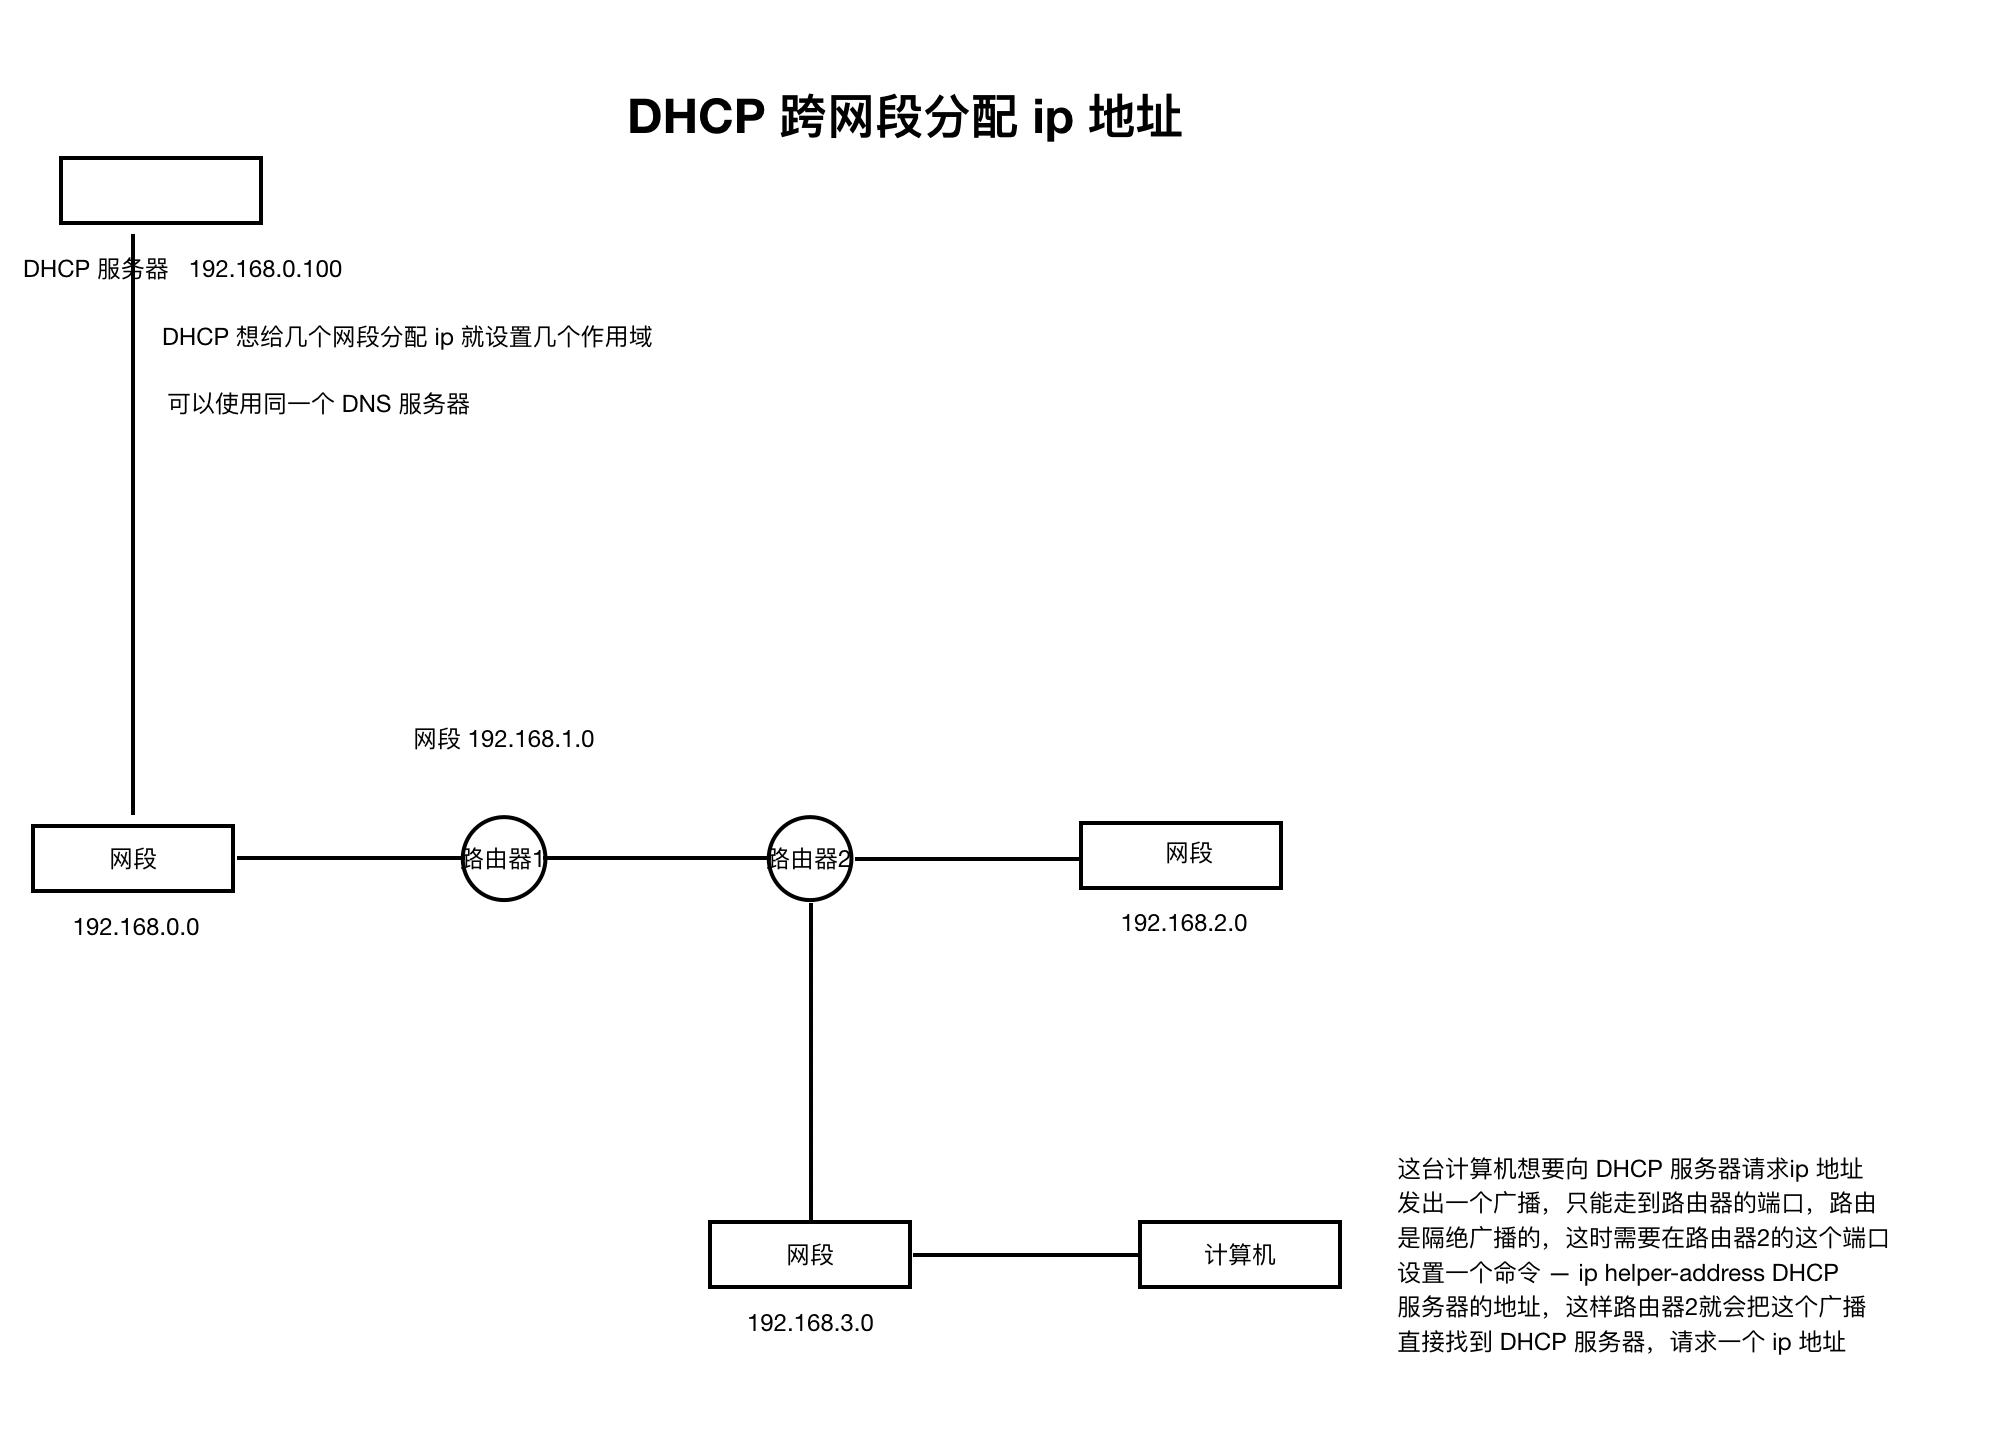 DHCP 跨网段分配 ip 地址
DHCP 服务器 192.168.0.100
DHCP 想给几个网段分配 ip 就设置几个作用域
可以使用同一个 DNS 服务器
网段 192.168.1.0
网段
路由器1
路由器2
网段
192.168.0.0
192.168.2.0
网段
计算机
192.168.3.0
这台计算机想要向 DHCP 服务器请求ip 地址
发出一个广播，只能走到路由器的端口，路由
是隔绝广播的，这时需要在路由器2的这个端口
设置一个命令 — ip helper-address DHCP
服务器的地址，这样路由器2就会把这个广播
直接找到 DHCP 服务器，请求一个 ip 地址